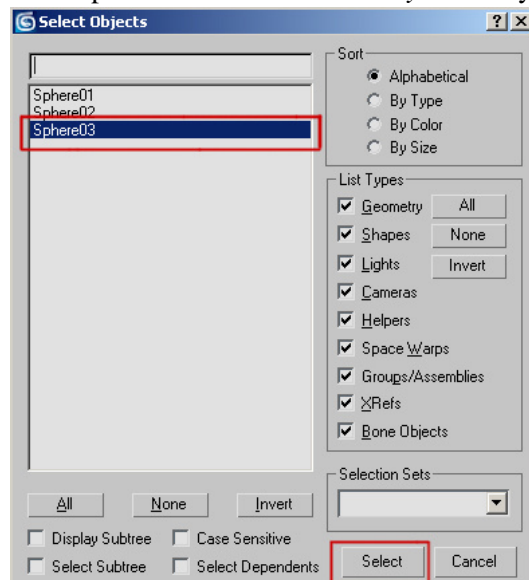 Select Objects
Sphere01
Sphere02
Sphere03
Sort
Alphabetical
By Type
By Color
By Size
List Types
Geometry All
Shapes None
Lights Invert
Cameras
Helpers
Space Warps
Groups/Assemblies
XRefs
Bone Objects
Selection Sets
All None Invert
Display Subtree Case Sensitive
Select Subtree Select Dependents
Select Cancel